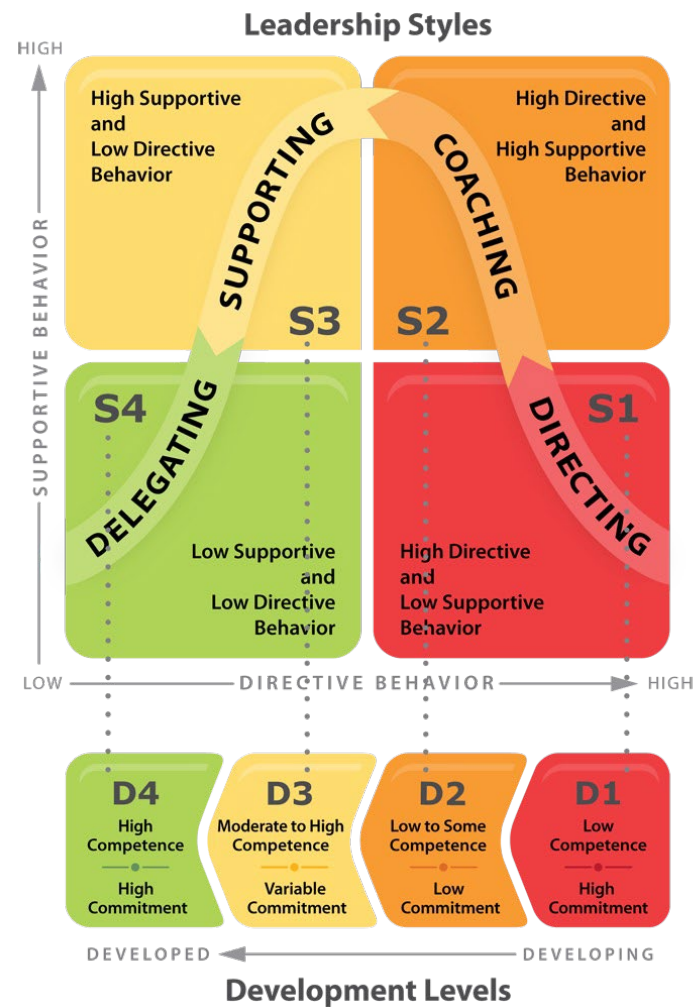 Leadership Styles
HIGH
High Supportive
and
Low Directive
Behavior
High Directive
and
High Supportive
Behavior
SUPPORTING
COACHING
S3
S2
SUPPORTIVE BEHAVIOR
S4
S1
DELEGATING
DIRECTING
Low Supportive
and
Low Directive
Behavior
High Directive
and
Low Supportive
Behavior
LOW
DIRECTIVE BEHAVIOR
HIGH
D4
High
Competence
High
Commitment
D3
Moderate to High
Competence
Variable
Commitment
D2
Low to Some
Competence
Low
Commitment
D1
Low
Competence
High
Commitment
DEVELOPED
DEVELOPING
Development Levels